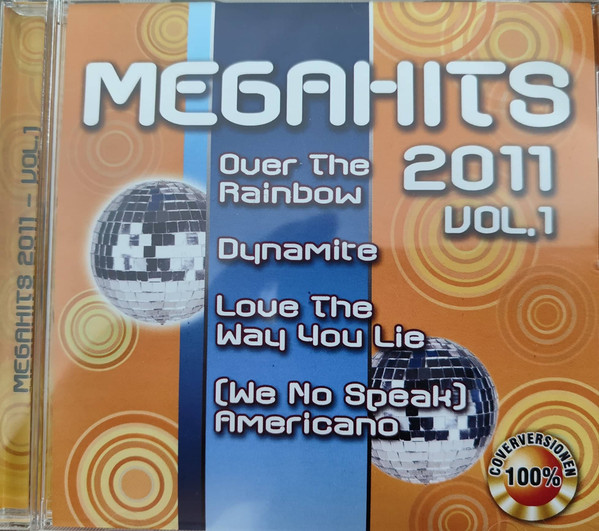 MEGAHITS 2011 - VOL.1
MEGAHITS
2011
VOL.1
Over The
Rainbow
Dynamite
Love The
Way You Lie
(We No Speak)
Americano
COVERVERSIONEN
100%